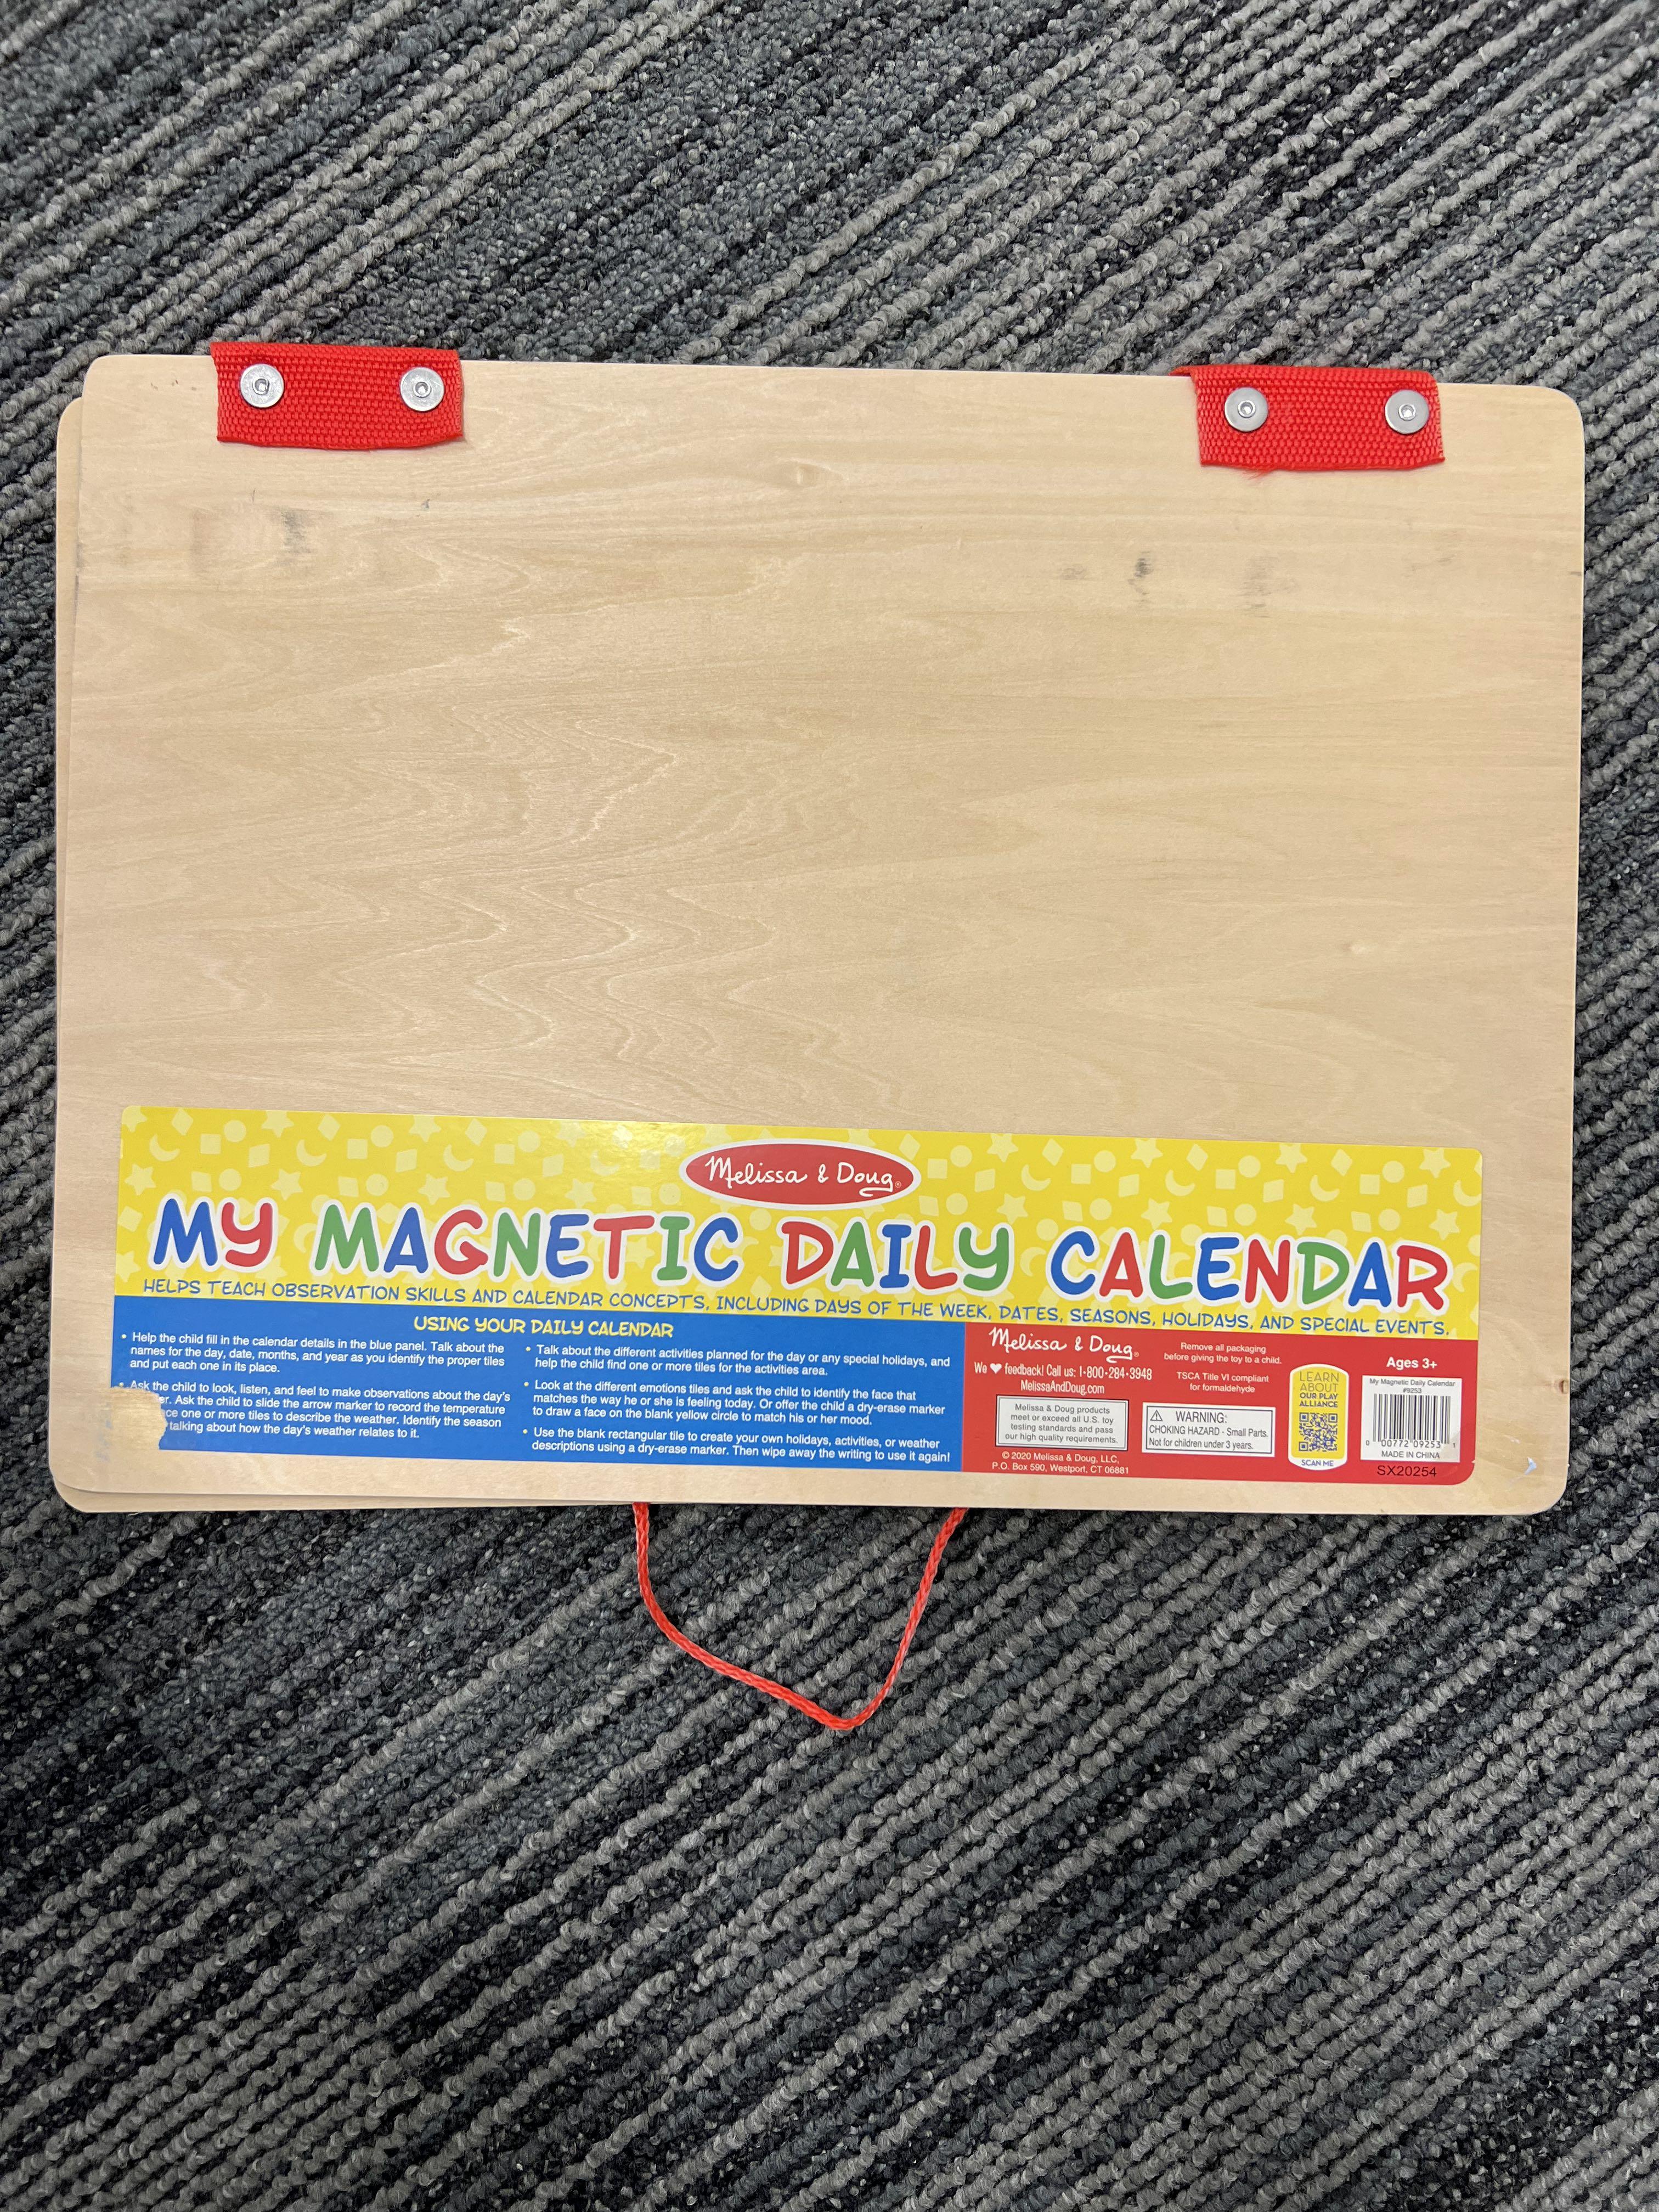 Melissa & Doug®
MY MAGNETIC DAILY CALENDAR
HELPS TEACH OBSERVATION SKILLS AND CALENDAR CONCEPTS, INCLUDING DAYS OF THE WEEK, DATES, SEASONS, HOLIDAYS, AND SPECIAL EVENTS.
USING YOUR DAILY CALENDAR
• Help the child fill in the calendar details in the blue panel. Talk about the
names for the day, date, months, and year as you identify the proper tiles
and put each one in its place.
• Ask the child to look, listen, and feel to make observations about the day's
er. Ask the child to slide the arrow marker to record the temperature
ce one or more tiles to describe the weather. Identify the season
talking about how the day's weather relates to it.
• Talk about the different activities planned for the day or any special holidays, and
help the child find one or more tiles for the activities area.
• Look at the different emotions tiles and ask the child to identify the face that
matches the way he or she is feeling today. Or offer the child a dry-erase marker
to draw a face on the blank yellow circle to match his or her mood.
• Use the blank rectangular tile to create your own holidays, activities, or weather
descriptions using a dry-erase marker. Then wipe away the writing to use it again!
Melissa & Doug®
We ♥ feedback! Call us: 1-800-284-3948
MelissaAndDoug.com
Melissa & Doug products
meet or exceed all U.S. toy
testing standards and pass
our high quality requirements.
© 2020 Melissa & Doug, LLC,
P.O. Box 590, Westport, CT 06881
Remove all packaging
before giving the toy to a child.
TSCA Title VI compliant
for formaldehyde
⚠ WARNING:
CHOKING HAZARD - Small Parts.
Not for children under 3 years.
LEARN
ABOUT
OUR PLAY
ALLIANCE
SCAN ME
Ages 3+
My Magnetic Daily Calendar
#9253
0 00772 09253 1
MADE IN CHINA
SX20254